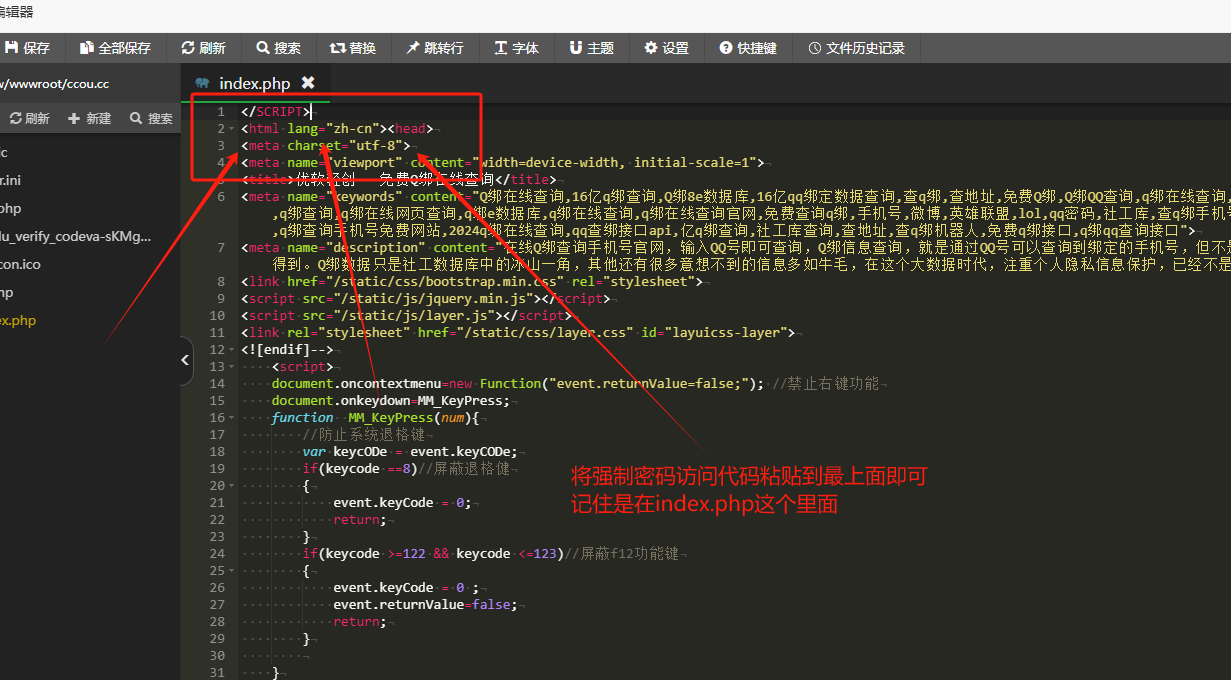 编辑器
保存 全部保存 刷新 搜索 替换 跳转行 字体 主题 设置 快捷键 文件历史记录
w/wwwroot/ccou.cc
index.php
刷新 新建 搜索
c
r.ini
php
lu_verify_codeva-sKMg...
con.ico
np
ex.php
1 </SCRIPT>
2 <html lang="zh-cn"><head>
3 <meta charset="utf-8">
4 <meta name="viewport" content="width=device-width, initial-scale=1">
5 <title>优软轻创 - 免费Q绑在线查询</title>
6 <meta name="keywords" content="Q绑在线查询,16亿q绑查询,Q绑8e数据库,16亿qq绑定数据查询,查q绑,查地址,免费Q绑,Q绑QQ查询,q绑在线查询,
,q绑查询,q绑在线网页查询,q绑e数据库,q绑在线查询,q绑在线查询官网,免费查询q绑,手机号,微博,英雄联盟,lol,qq密码,社工库,查q绑手机号
,q绑查询手机号免费网站,2024q绑在线查询,qq查绑接口api,亿q绑查询,社工库查询,查地址,查q绑机器人,免费q绑接口,q绑qq查询接口">
7 <meta name="description" content="在线Q绑查询手机号官网，输入QQ号即可查询，Q绑信息查询，就是通过QQ号可以查询到绑定的手机号，但不是
得到。Q绑数据只是社工数据库中的冰山一角，其他还有很多意想不到的信息多如牛毛，在这个大数据时代，注重个人隐私信息保护，已经不是
8 <link href="/static/css/bootstrap.min.css" rel="stylesheet">
9 <script src="/static/js/jquery.min.js"></script>
10 <script src="/static/js/layer.js"></script>
11 <link rel="stylesheet" href="/static/css/layer.css" id="layuicss-layer">
12 <![endif]-->
13 <script>
14 document.oncontextmenu=new Function("event.returnValue=false;"); //禁止右键功能
15 document.onkeydown=MM_KeyPress;
16 function MM_KeyPress(num){
17 //防止系统退格键
18 var keycODe = event.keyCODe;
19 if(keycode ==8)//屏蔽退格健
20 {
21 event.keyCode = 0;
22 return;
23 }
24 if(keycode >=122 && keycode <=123)//屏蔽f12功能键
25 {
26 event.keyCode = 0 ;
27 event.returnValue=false;
28 return;
29 }
30
31 }
将强制密码访问代码粘贴到最上面即可
记住是在index.php这个里面